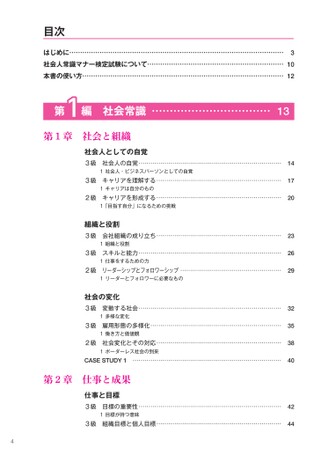 目次
はじめに…………………………………………………… 3
社会人常識マナー検定試験について…………………………………… 10
本書の使い方…………………………………………………… 12
第1編 社会常識 ……………………………… 13
第1章 社会と組織
社会人としての自覚
3級 社会人の自覚…………………………………… 14
1 社会人・ビジネスパーソンとしての自覚
3級 キャリアを理解する…………………………………… 17
1 キャリアは自分のもの
2級 キャリアを形成する…………………………………… 20
1 「目指す自分」になるための挑戦
組織と役割
3級 会社組織の成り立ち…………………………………… 23
1 組織と役割
3級 スキルと能力…………………………………… 26
1 仕事をするための力
2級 リーダーシップとフォロワーシップ…………………………………… 29
1 リーダーとフォロワーに必要なもの
社会の変化
3級 変動する社会…………………………………… 32
1 多様な変化
3級 雇用形態の多様化…………………………………… 35
1 働き方と価値観
2級 社会変化とその対応…………………………………… 38
1 ボーダーレス社会の到来
CASE STUDY 1 …………………………………… 40
第2章 仕事と成果
仕事と目標
3級 目標の重要性…………………………………… 42
1 目標が持つ意味
3級 組織目標と個人目標…………………………………… 44
4